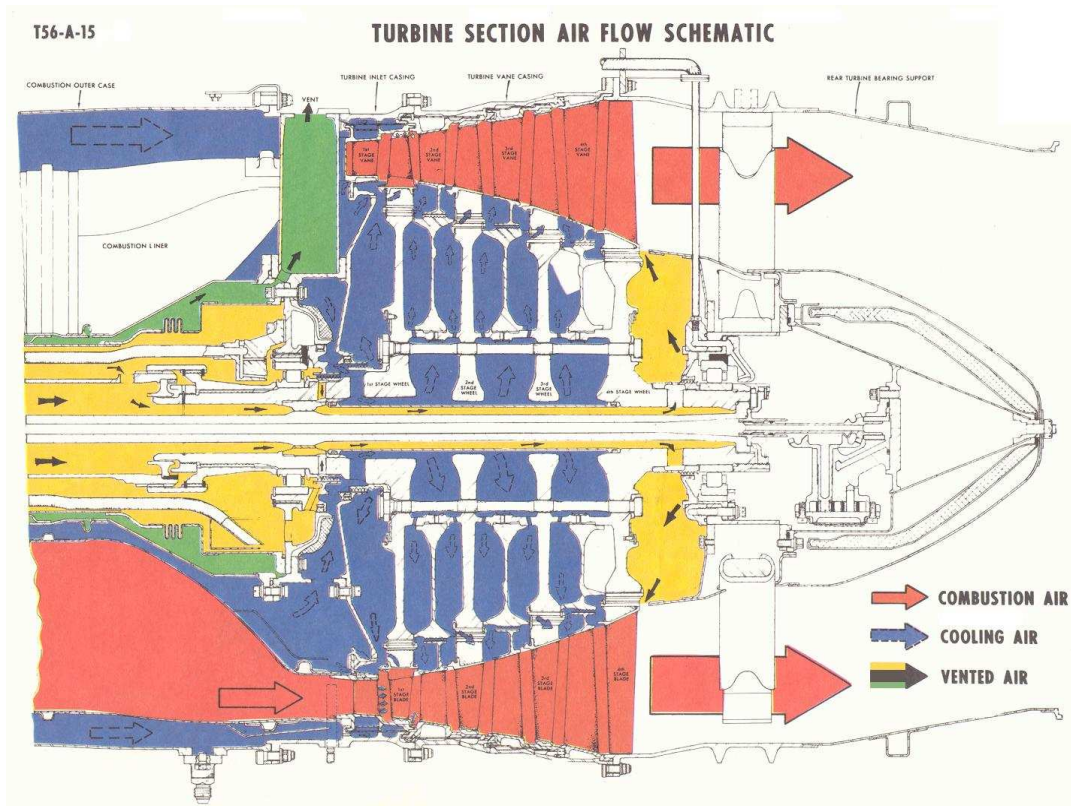 T56-A-15
TURBINE SECTION AIR FLOW SCHEMATIC
COMBUSTION OUTER CASE
TURBINE INLET CASING
TURBINE VANE CASING
REAR TURBINE BEARING SUPPORT
VENT
1st
STAGE
VANE
2nd
STAGE
VANE
3rd
STAGE
VANE
4th
STAGE
VANE
COMBUSTION LINER
1st STAGE WHEEL
2nd
STAGE
WHEEL
3rd
STAGE
WHEEL
4th STAGE WHEEL
COMBUSTION AIR
COOLING AIR
VENTED AIR
1st
STAGE
BLADE
2nd
STAGE
BLADE
3rd
STAGE
BLADE
4th
STAGE
BLADE